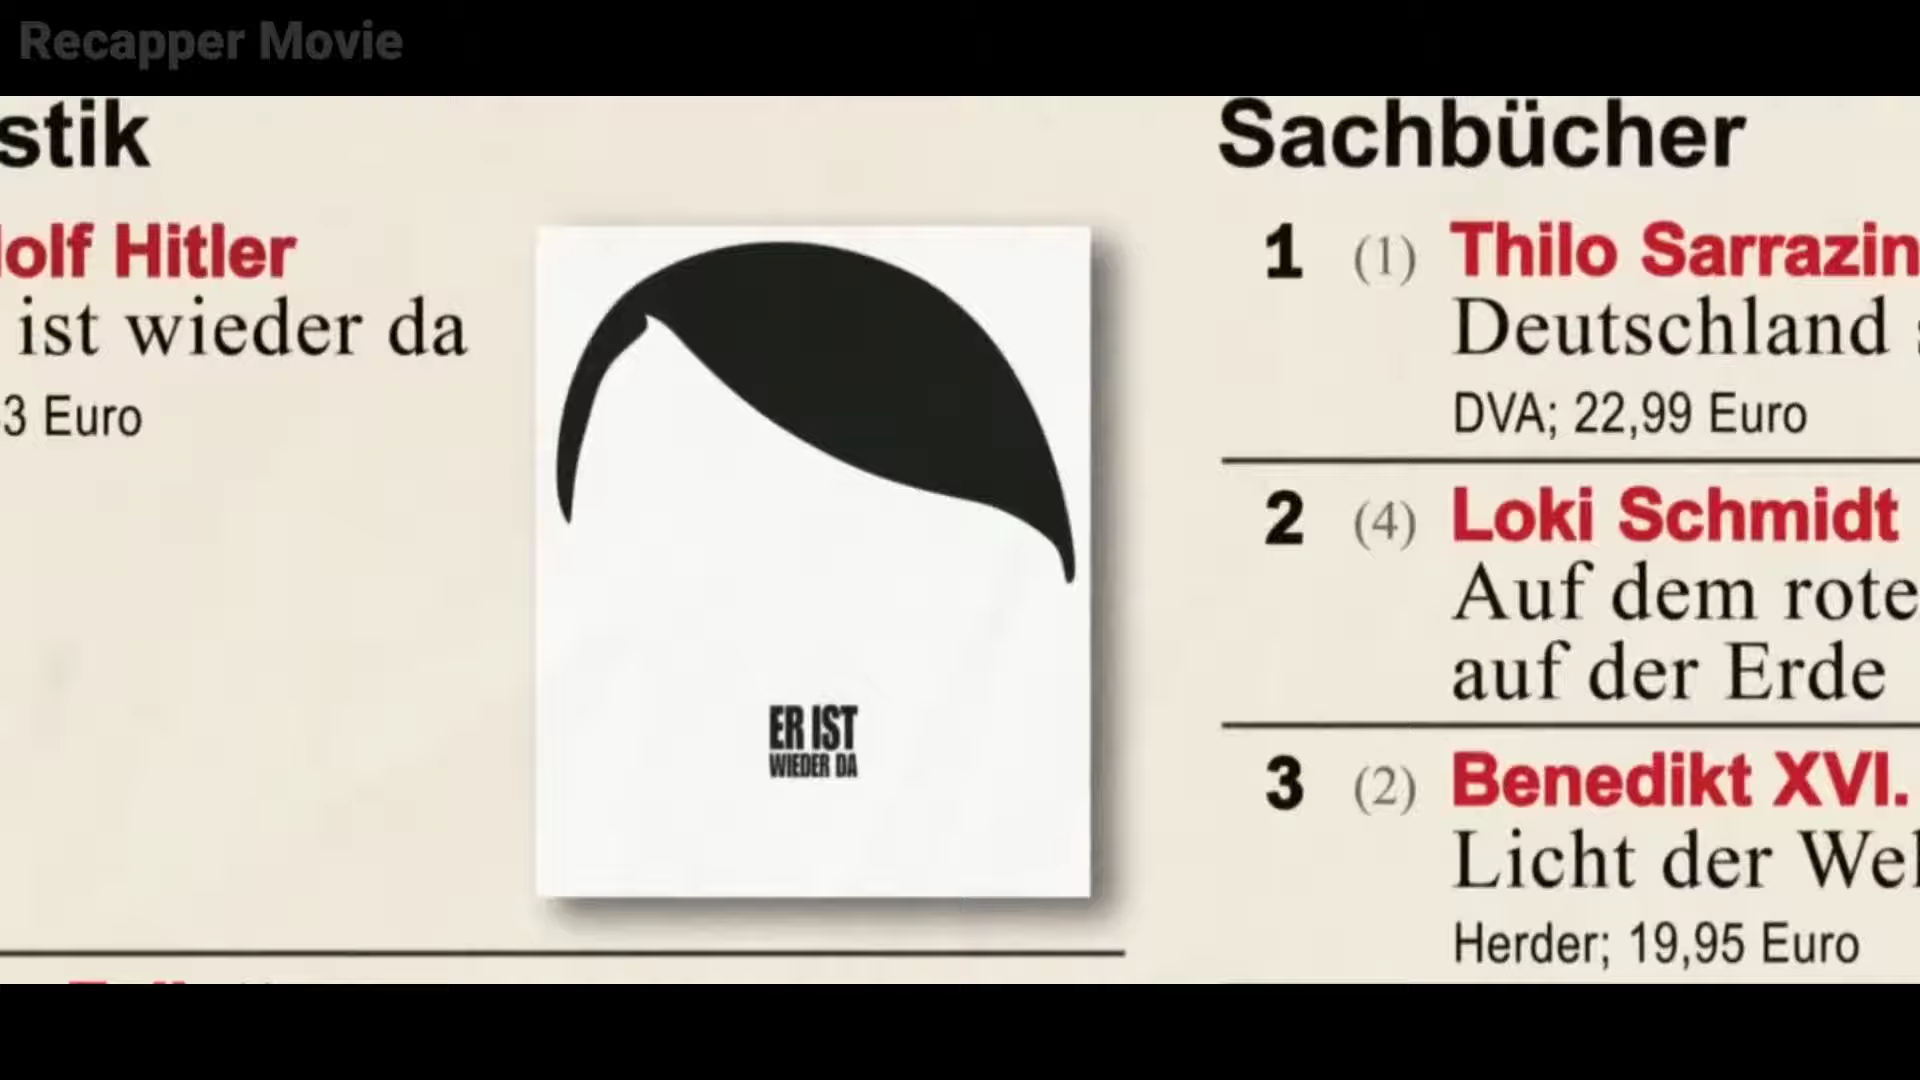 Recapper Movie
stik
olf Hitler
ist wieder da
3 Euro
ER IST
WIEDER DA
Sachbücher
1 (1) Thilo Sarrazin
Deutschland
DVA; 22,99 Euro
2 (4) Loki Schmidt
Auf dem rote
auf der Erde
3 (2) Benedikt XVI.
Licht der Wel
Herder; 19,95 Euro